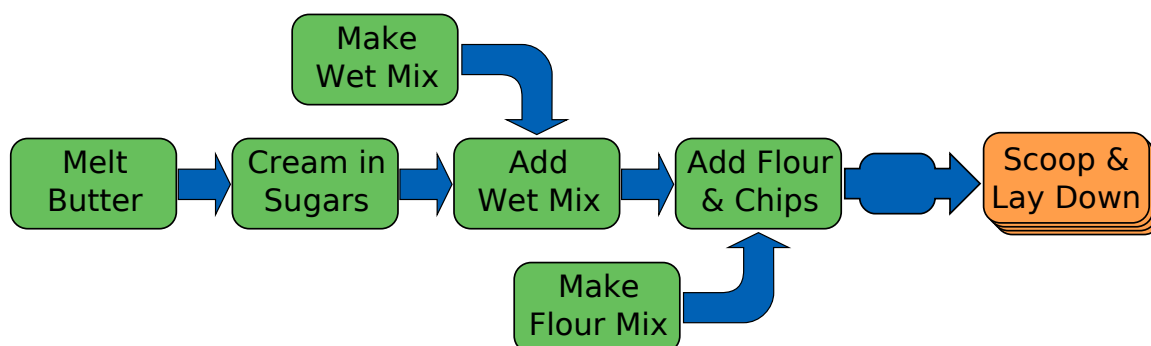 Make
Wet Mix
Melt
Butter
Cream in
Sugars
Add
Wet Mix
Add Flour
& Chips
Scoop &
Lay Down
Make
Flour Mix